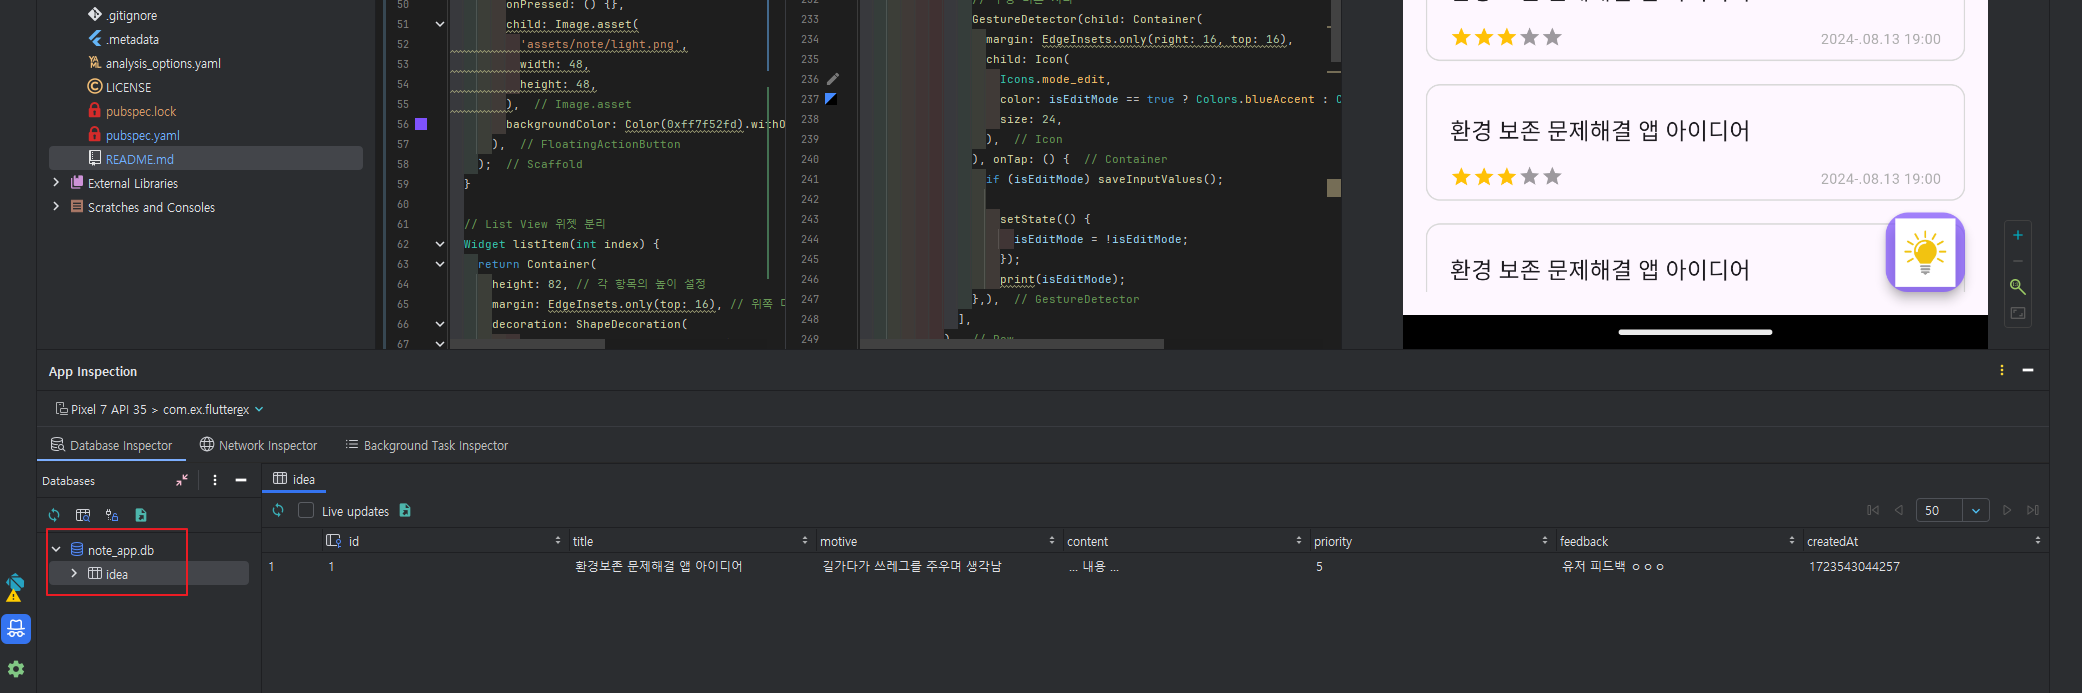 .gitignore
.metadata
analysis_options.yaml
LICENSE
pubspec.lock
pubspec.yaml
README.md
External Libraries
Scratches and Consoles
50 onPressed: () {},
51 child: Image.asset(
52 'assets/note/light.png',
53 width: 48,
54 height: 48,
55 ), // Image.asset
56 backgroundColor: Color(0xff7f52fd).withO
57 ), // FloatingActionButton
58 ); // Scaffold
59 }
60
61 // List View 위젯 분리
62 Widget listItem(int index) {
63 return Container(
64 height: 82, // 각 항목의 높이 설정
65 margin: EdgeInsets.only(top: 16), // 위쪽
66 decoration: ShapeDecoration(
67
233 GestureDetector(child: Container(
234 margin: EdgeInsets.only(right: 16, top: 16),
235 child: Icon(
236 Icons.mode_edit,
237 color: isEditMode == true ? Colors.blueAccent : C
238 size: 24,
239 ), // Icon
240 ), onTap: () { // Container
241 if (isEditMode) saveInputValues();
242
243 setState(() {
244 isEditMode = !isEditMode;
245 });
246 print(isEditMode);
247 },), // GestureDetector
248 ],
249 ) // Row
2024-.08.13 19:00
환경 보존 문제해결 앱 아이디어
2024-.08.13 19:00
환경 보존 문제해결 앱 아이디어
App Inspection
Pixel 7 API 35 > com.ex.flutterex
Database Inspector Network Inspector Background Task Inspector
Databases
note_app.db
idea
idea
Live updates
50
id title motive content priority feedback createdAt
1 1 환경보존 문제해결 앱 아이디어 길가다가 쓰레그를 주우며 생각남 ... 내용 ... 5 유저 피드백 ㅇㅇㅇ 1723543044257